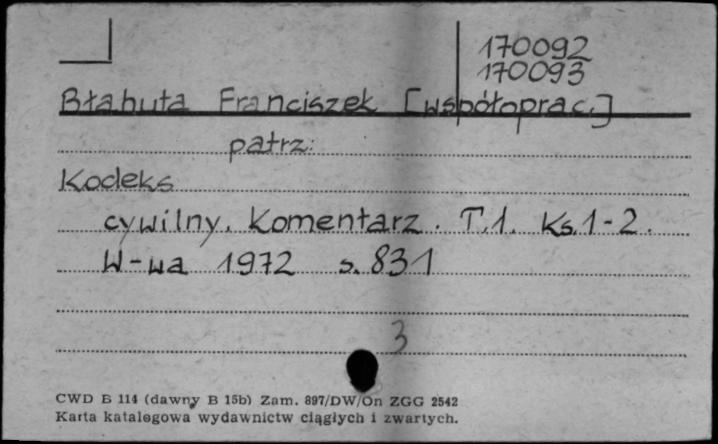 170092
170093
Błahuta Franciszek [współoprac.]
patrz:
Kodeks
cywilny. Komentarz. T.1. Ks.1-2.
W-wa 1972 s.831
3
CWD B 114 (dawny B 15b) Zam. 897/DW/On ZGG 2542
Karta katalogowa wydawnictw ciągłych i zwartych.